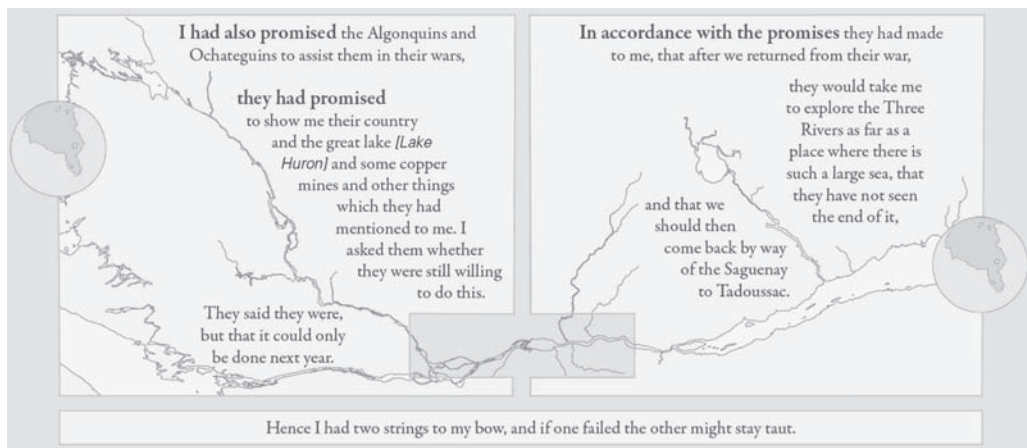 I had also promised the Algonquins and
Ochateguins to assist them in their wars,
they had promised
to show me their country
and the great lake [Lake
Huron] and some copper
mines and other things
which they had
mentioned to me. I
asked them whether
they were still willing
to do this.
They said they were,
but that it could only
be done next year.
In accordance with the promises they had made
to me, that after we returned from their war,
they would take me
to explore the Three
Rivers as far as a
place where there is
such a large sea, that
they have not seen
the end of it,
and that we
should then
come back by way
of the Saguenay
to Tadoussac.
Hence I had two strings to my bow, and if one failed the other might stay taut.